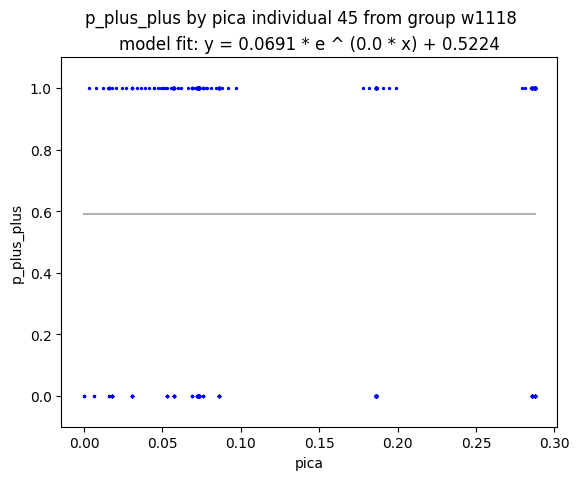 p_plus_plus by pica individual 45 from group w1118
model fit: y = 0.0691 * e ^ (0.0 * x) + 0.5224
1.0
0.8
0.6
0.4
0.2
0.0
p_plus_plus
0.00 0.05 0.10 0.15 0.20 0.25 0.30
pica